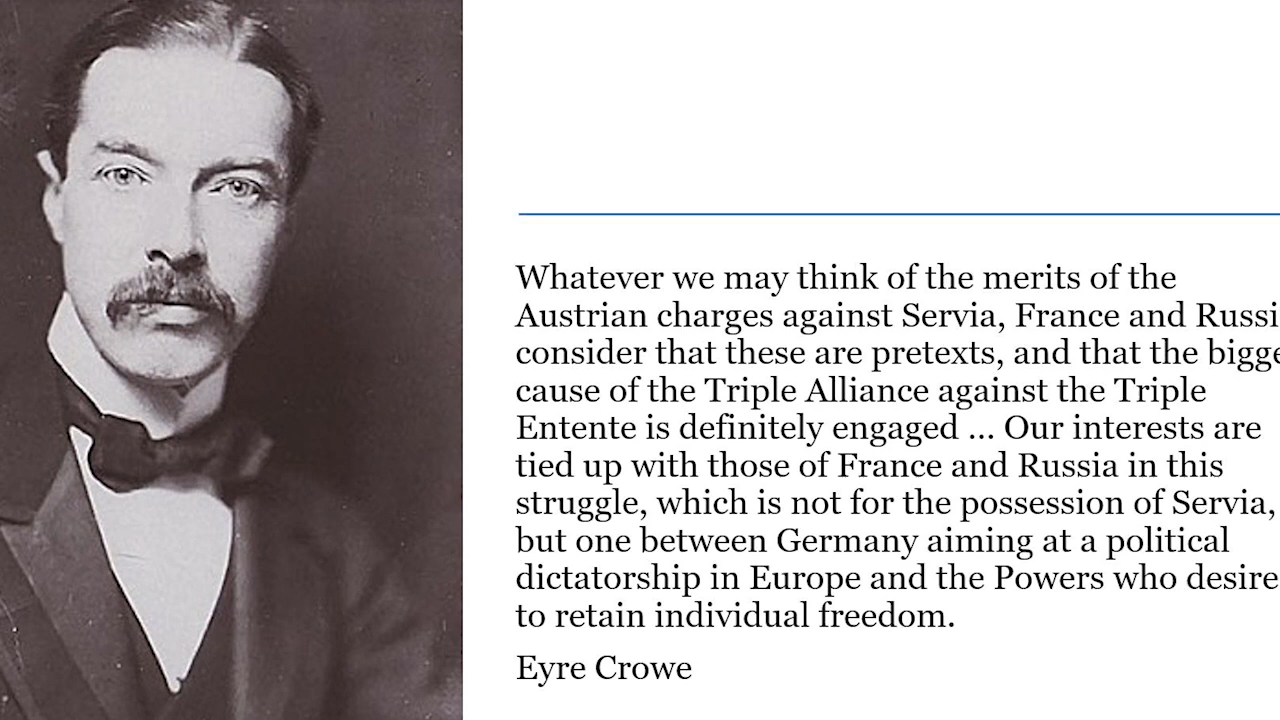 Whatever we may think of the merits of the
Austrian charges against Servia, France and Russi
consider that these are pretexts, and that the bigge
cause of the Triple Alliance against the Triple
Entente is definitely engaged ... Our interests are
tied up with those of France and Russia in this
struggle, which is not for the possession of Servia,
but one between Germany aiming at a political
dictatorship in Europe and the Powers who desire
to retain individual freedom.
Eyre Crowe